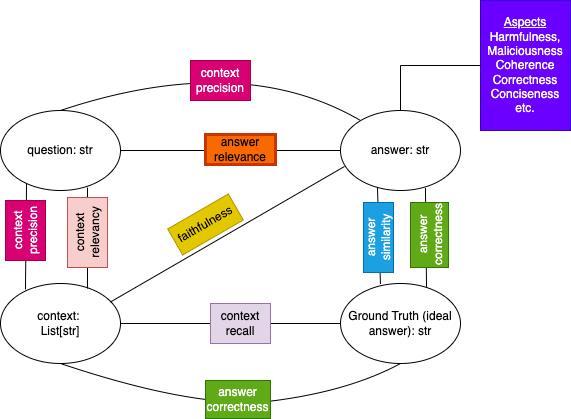 Aspects
Harmfulness,
Maliciousness
Coherence
Correctness
Conciseness
etc.
context
precision
question: str
answer
relevance
answer: str
context
precision
context
relevancy
faithfulness
answer
similarity
answer
correctness
context:
List[str]
context
recall
Ground Truth (ideal
answer): str
answer
correctness